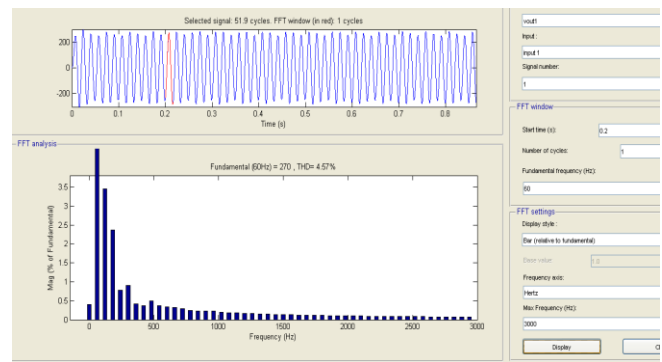 Selected signal: 51.9 cycles. FFT window (in red): 1 cycles
200
0
-200
0 0.1 0.2 0.3 0.4 0.5 0.6 0.7 0.8
Time (s)
FFT analysis
Fundamental (60Hz) = 270 , THD= 4.57%
3.5
3
2.5
2
1.5
1
0.5
0
Mag (% of Fundamental)
0 500 1000 1500 2000 2500 3000
Frequency (Hz)
vout1
Input :
input 1
Signal number:
1
FFT window
Start time (s): 0.2
Number of cycles: 1
Fundamental frequency (Hz):
60
FFT settings
Display style :
Bar (relative to fundamental)
Base value: 1.0
Frequency axis:
Hertz
Max Frequency (Hz):
3000
Display